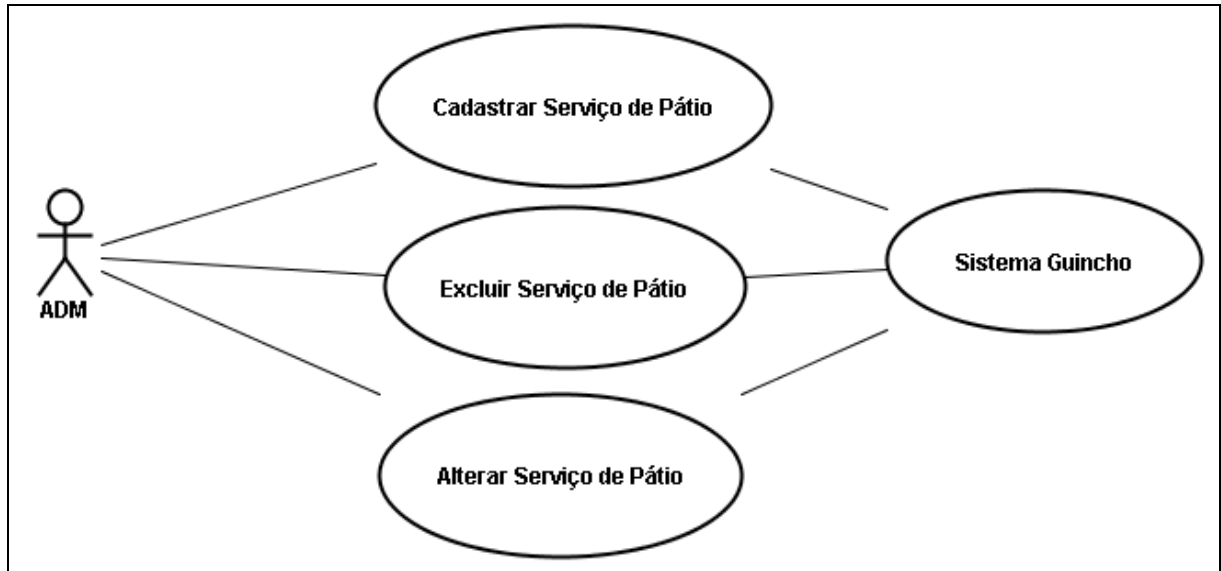 Cadastrar Serviço de Pátio
ADM
Excluir Serviço de Pátio
Sistema Guincho
Alterar Serviço de Pátio